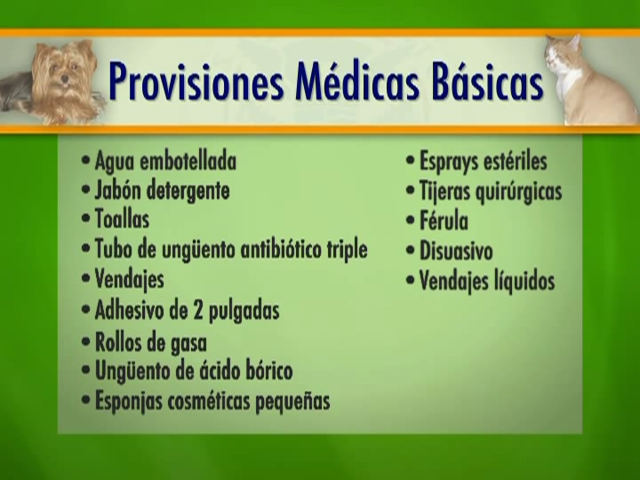 Provisiones Médicas Básicas
• Agua embotellada
• Jabón detergente
• Toallas
• Tubo de ungüento antibiótico triple
• Vendajes
• Adhesivo de 2 pulgadas
• Rollos de gasa
• Ungüento de ácido bórico
• Esponjas cosméticas pequeñas
• Esprays estériles
• Tijeras quirúrgicas
• Férula
• Disuasivo
• Vendajes líquidos